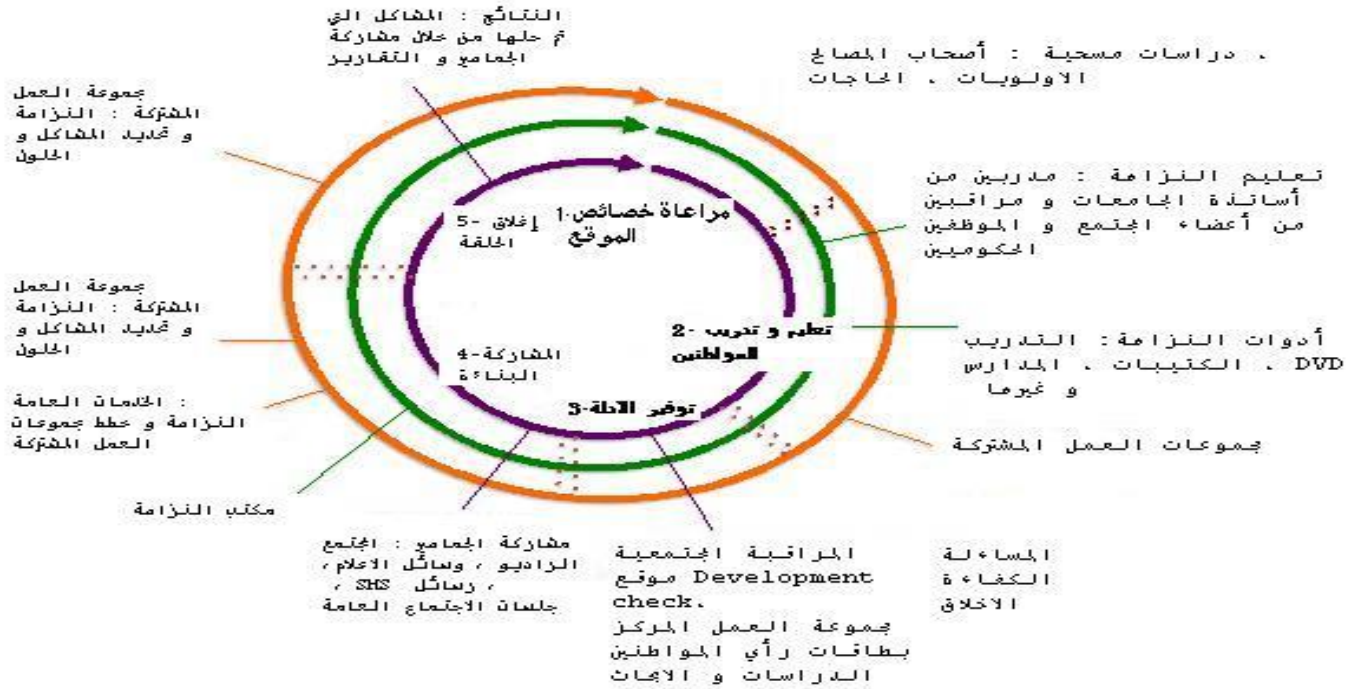 النتائج : المشاكل التي
تم حلها من خلال مشاركة
الجماهير و التقارير
، دراسات مسحية : أصحاب المصالح
الاولويات ، الحاجات
مجموعة العمل
المشتركة : النزاهة
و تحديد المشاكل و
الحلول
تعليم النزاهة : مدربين من
أساتذة الجامعات و مراقبين
من أعضاء المجتمع و الموظفين
الحكوميين
1-مراعاة خصائص
الموقع
5- إغلاق
الحلقة
مجموعة العمل
المشتركة : النزاهة
و تحديد المشاكل و
الحلول
2- تعليم و تدريب
المواطنين
أدوات النزاهة : التدريب
DVD ، الكتيبات ، المدارس
و غيرها
4-المشاركة
البناءة
3-توفير الأدلة
: الخدمات العامة
النزاهة و خطط مجموعات
العمل المشتركة
مجموعات العمل المشتركة
مكتب النزاهة
مشاركة الجماهير : المجتمع
الراديو ، وسائل الاعلام ،
، رسائل SMS ،
جلسات الاجتماع العامة
المراقبة المجتمعية
موقع Development
check.
مجموعة العمل المركز
بطاقات رأي المواطنين
الدراسات و الابحاث
المساءلة
الكفاءة
الاخلاق